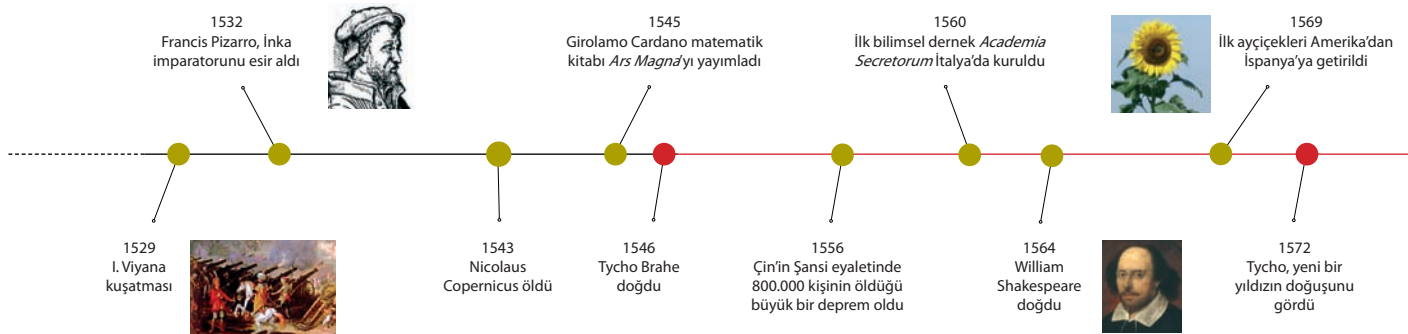 1532
Francis Pizarro, İnka
imparatorunu esir aldı
1545
Girolamo Cardano matematik
kitabı Ars Magna'yı yayımladı
1560
İlk bilimsel dernek Academia
Secretorum İtalya'da kuruldu
1569
İlk ayçiçekleri Amerika'dan
İspanya'ya getirildi
1529
I. Viyana
kuşatması
1543
Nicolaus
Copernicus öldü
1546
Tycho Brahe
doğdu
1556
Çin'in Şansi eyaletinde
800.000 kişinin öldüğü
büyük bir deprem oldu
1564
William
Shakespeare
doğdu
1572
Tycho, yeni bir
yıldızın doğuşunu
gördü